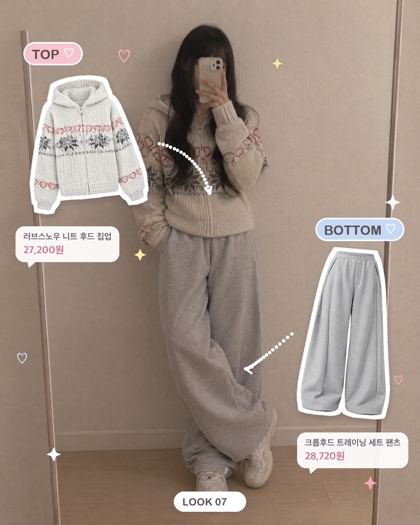 TOP ♡
러브스노우 니트 후드 집업
27,200원
BOTTOM ♡
크롭후드 트레이닝 세트 팬츠
28,720원
LOOK 07